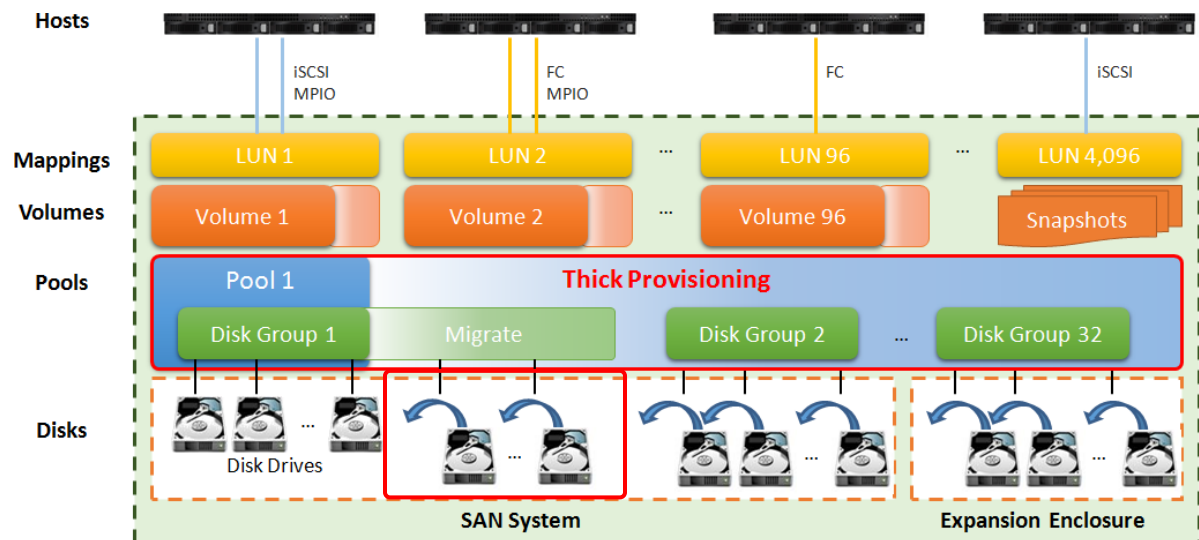 Hosts
iSCSI
MPIO
FC
MPIO
FC
iSCSI
Mappings
LUN 1
LUN 2
...
LUN 96
...
LUN 4,096
Volumes
Volume 1
Volume 2
...
Volume 96
Snapshots
Pools
Pool 1
Thick Provisioning
Disk Group 1
Migrate
Disk Group 2
...
Disk Group 32
Disks
...
...
...
...
Disk Drives
SAN System
Expansion Enclosure